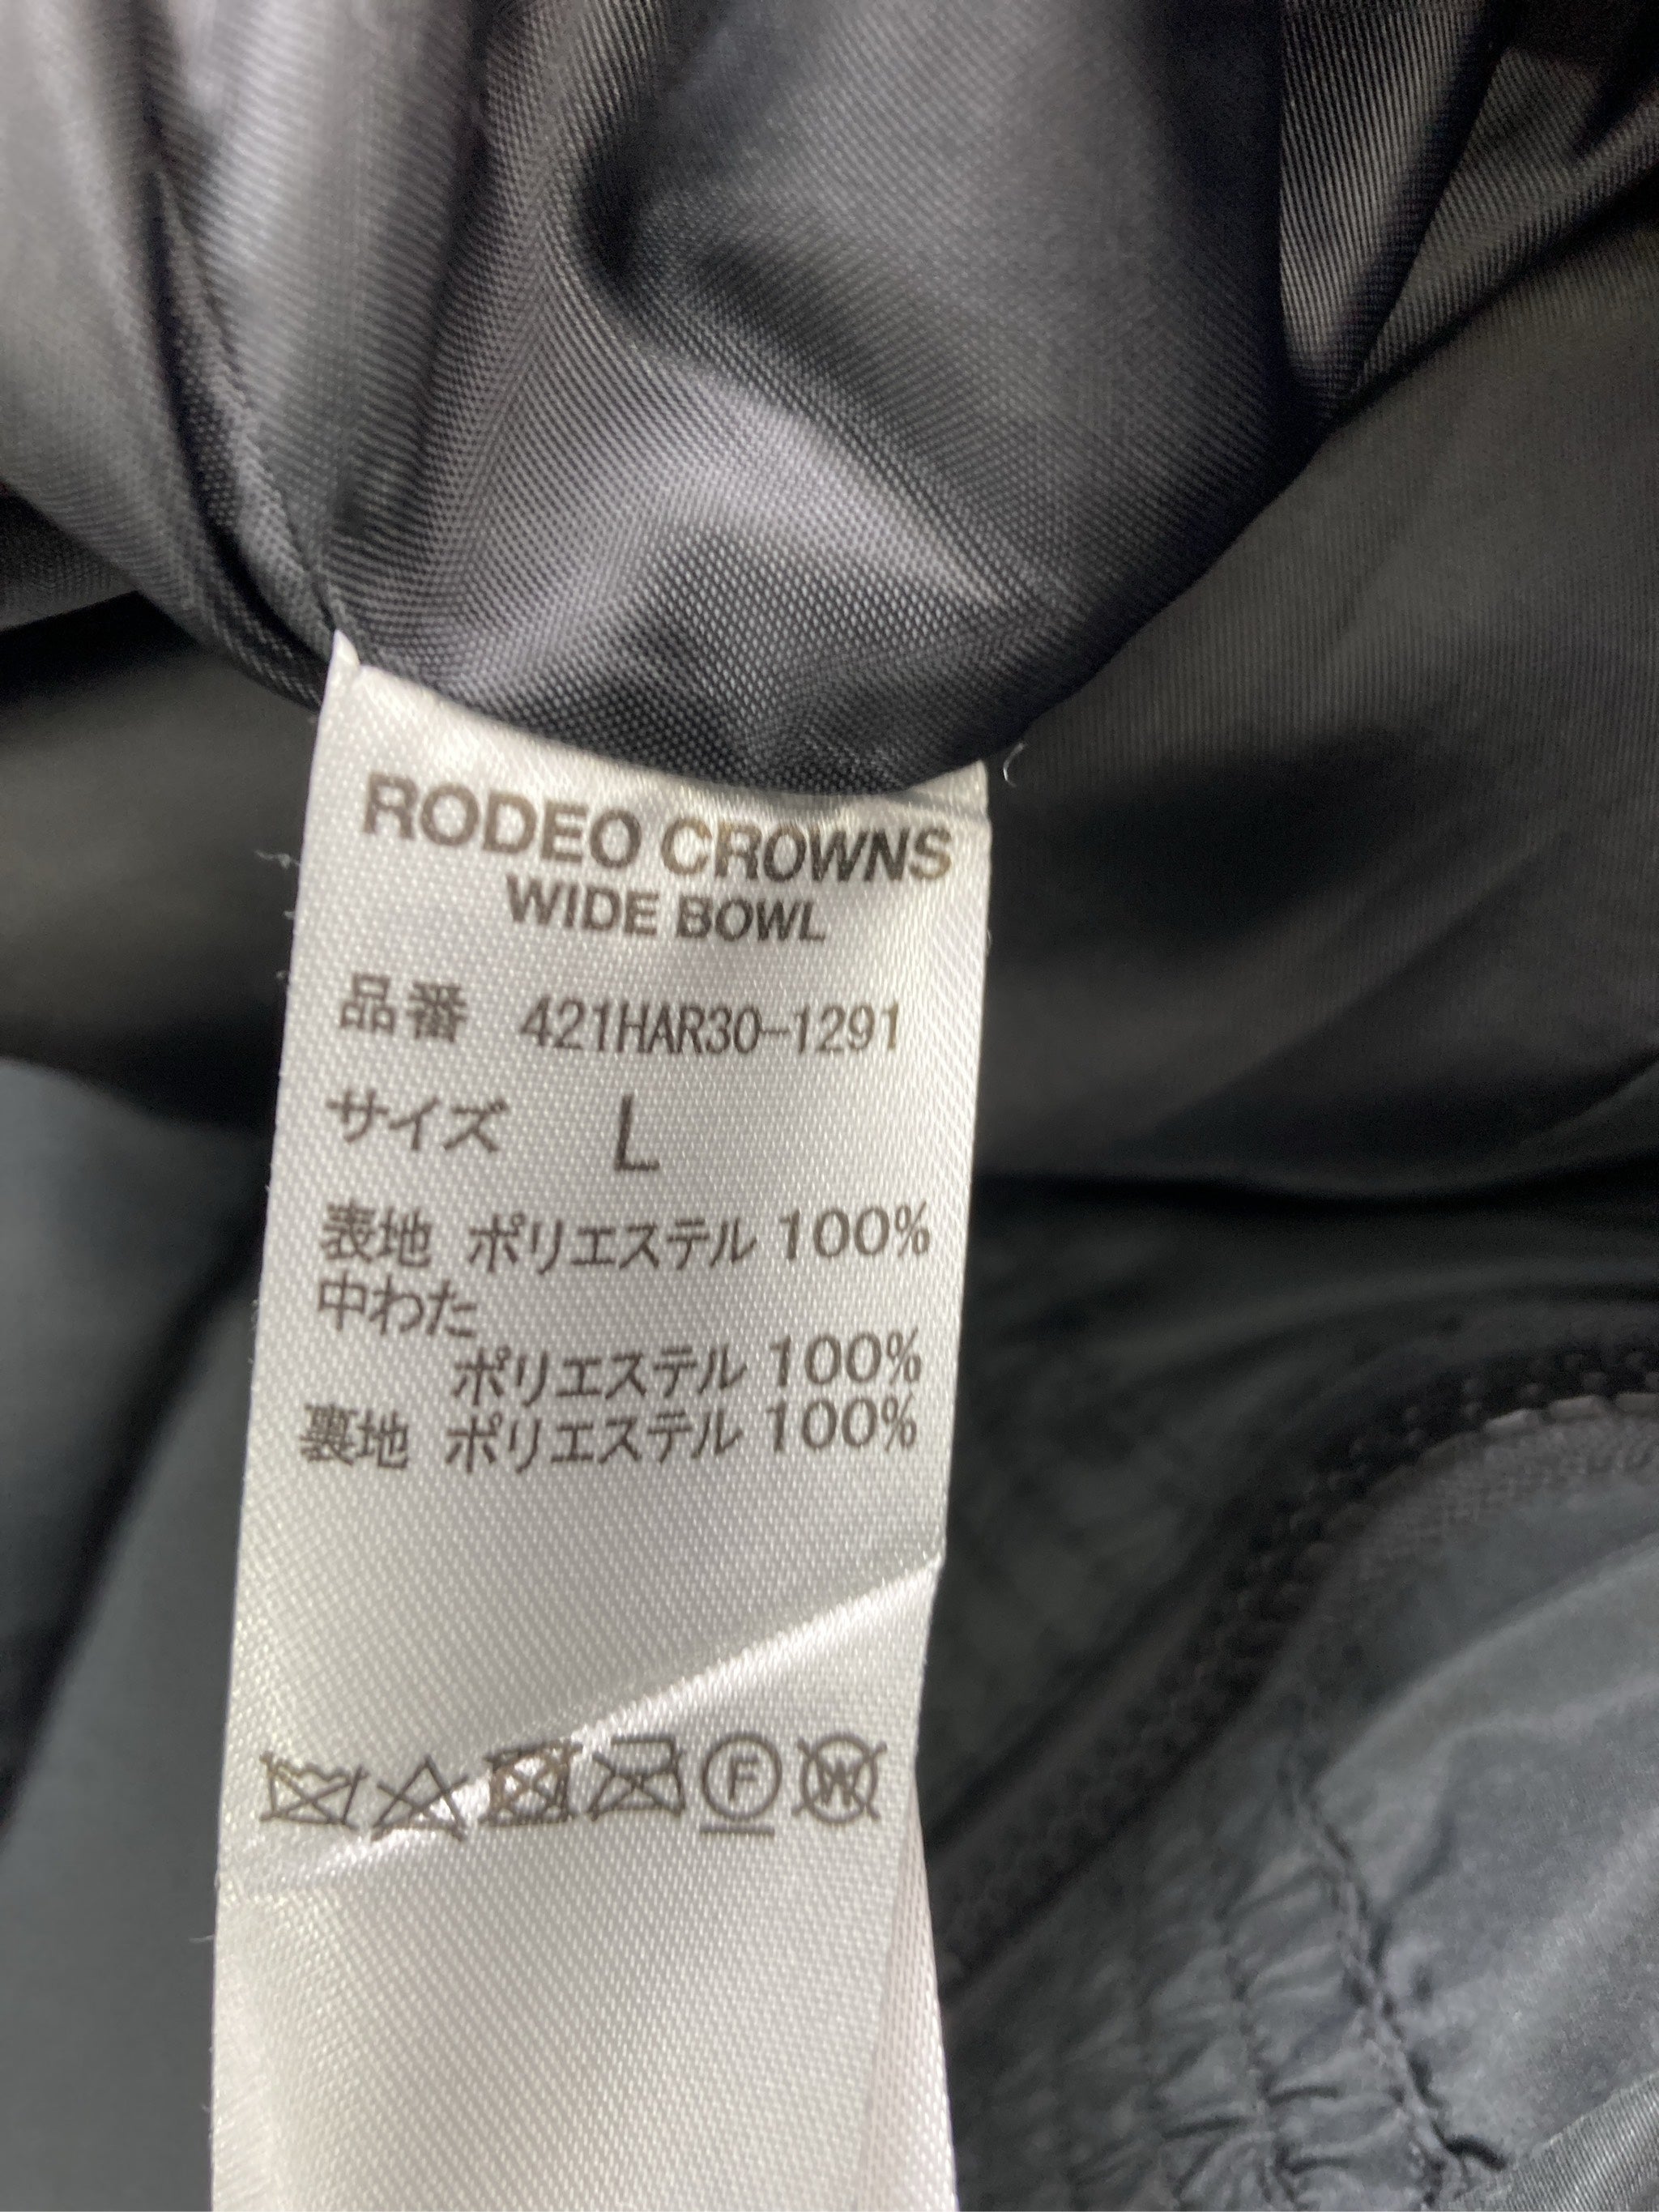 RODEO CROWNS
WIDE BOWL
品番 421HAR30-1291
サイズ L
表地 ポリエステル 100%
中わた
ポリエステル 100%
裏地 ポリエステル 100%
F W